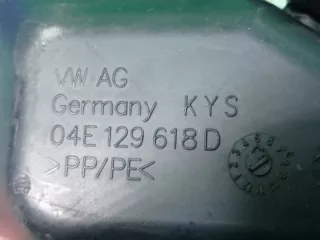 VW AG
Germany KYS
04E 129 618 D
>PP/PE<